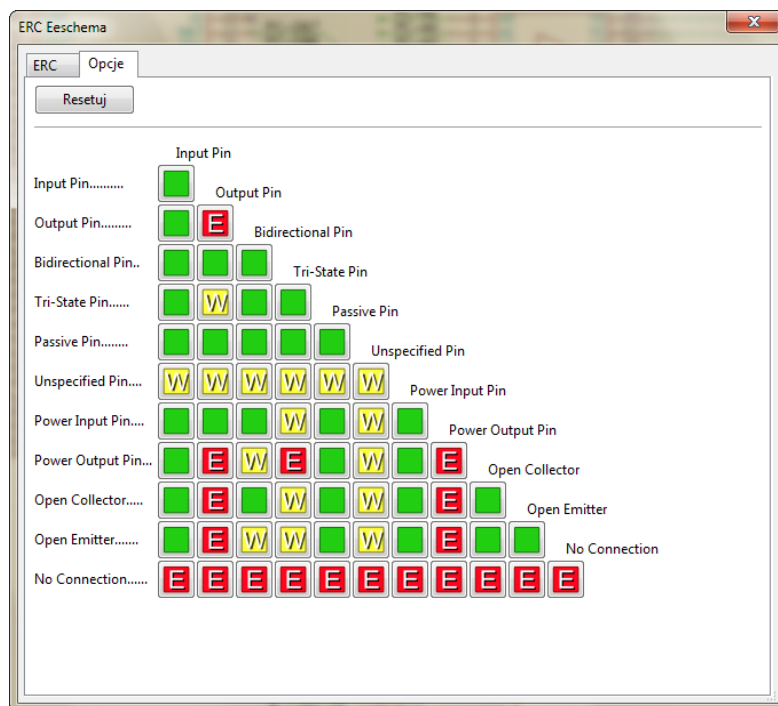 ERC Eeschema
x
ERC Opcje
Resetuj
Input Pin
Input Pin..........
Output Pin
Output Pin......... E
Bidirectional Pin
Bidirectional Pin..
Tri-State Pin
Tri-State Pin...... W
Passive Pin
Passive Pin........
Unspecified Pin
Unspecified Pin.... W W W W W W
Power Input Pin
Power Input Pin.... W W
Power Output Pin
Power Output Pin... E W E W E
Open Collector
Open Collector..... E W W E
Open Emitter
Open Emitter....... E W W W E
No Connection
No Connection...... E E E E E E E E E E E